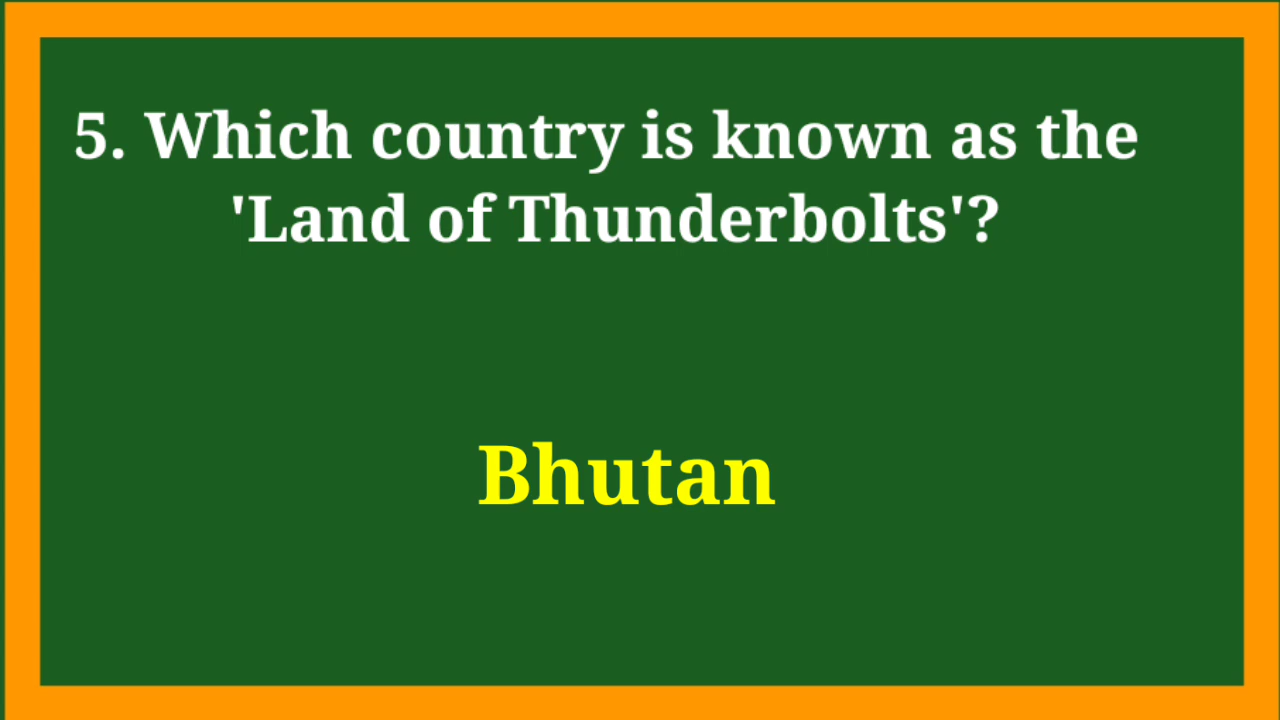 5. Which country is known as the
'Land of Thunderbolts'?
Bhutan